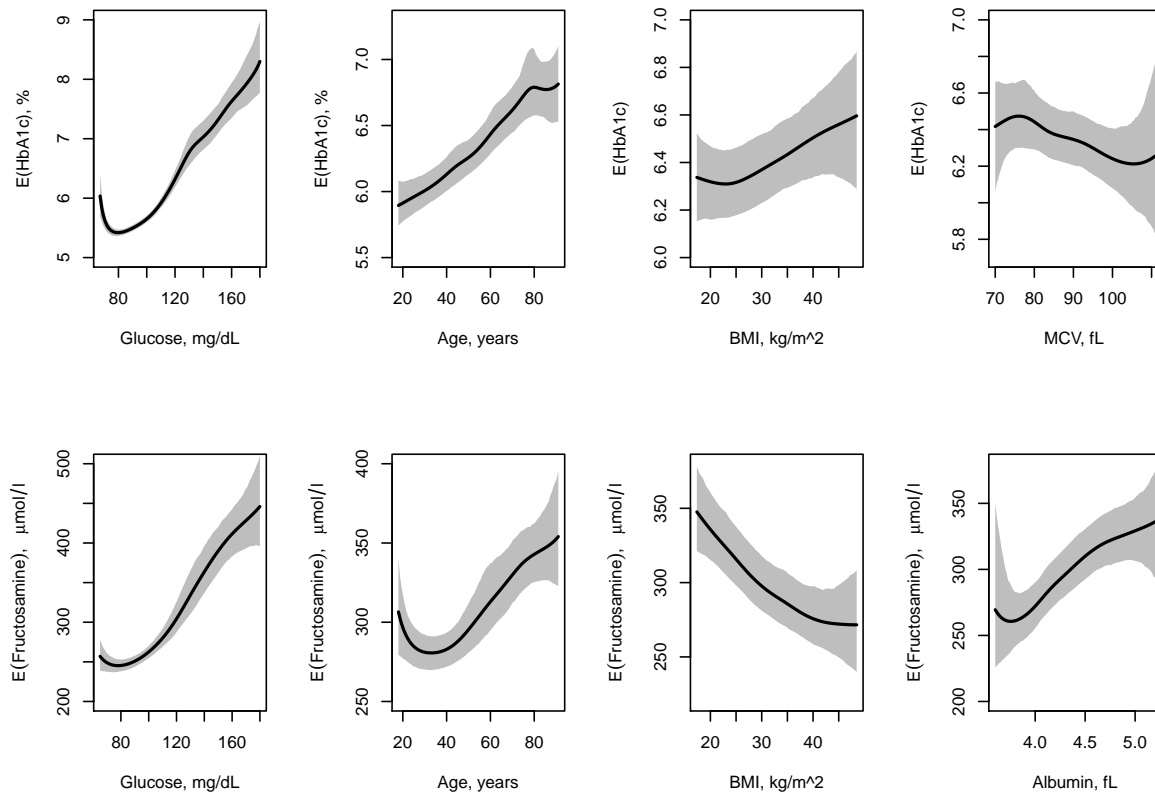 E(HbA1c), %
5 6 7 8 9
80 120 160
Glucose, mg/dL
E(HbA1c), %
5.5 6.0 6.5 7.0
20 40 60 80
Age, years
E(HbA1c)
6.0 6.2 6.4 6.6 6.8 7.0
20 30 40
BMI, kg/m^2
E(HbA1c)
5.8 6.2 6.6 7.0
70 80 90 100
MCV, fL
E(Fructosamine), μmol/l
200 300 400 500
80 120 160
Glucose, mg/dL
E(Fructosamine), μmol/l
250 300 350 400
20 40 60 80
Age, years
E(Fructosamine), μmol/l
250 300 350
20 30 40
BMI, kg/m^2
E(Fructosamine), μmol/l
200 250 300 350
4.0 4.5 5.0
Albumin, fL